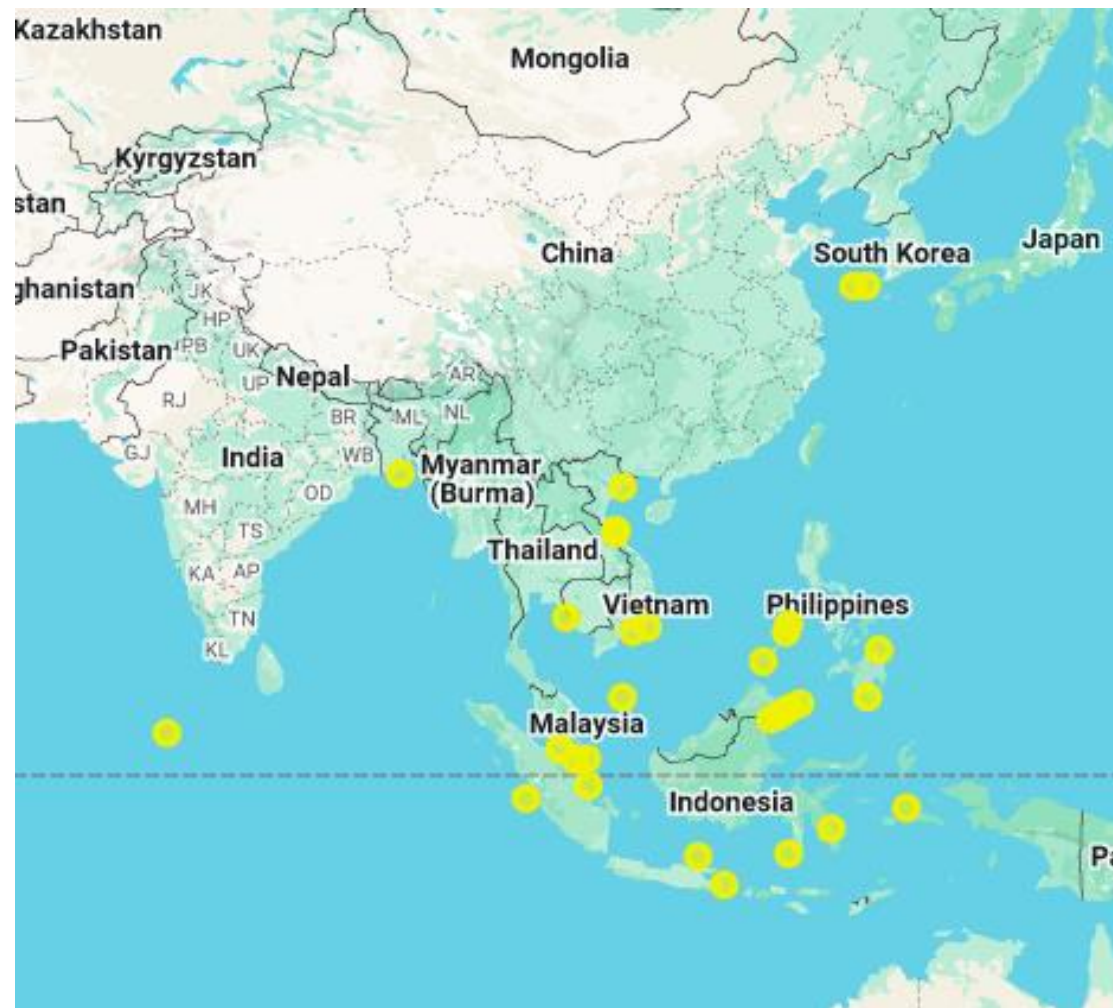 Kazakhstan
Mongolia
Kyrgyzstan
stan
China
South Korea
Japan
ghanistan
JK
HP
Pakistan
PB
UK
UP
Nepal
AR
RJ
BR
ML
NL
GJ
India
WB
Myanmar
(Burma)
OD
MH
TS
Thailand
KA
AP
Vietnam
Philippines
TN
KL
Malaysia
Indonesia
Pa